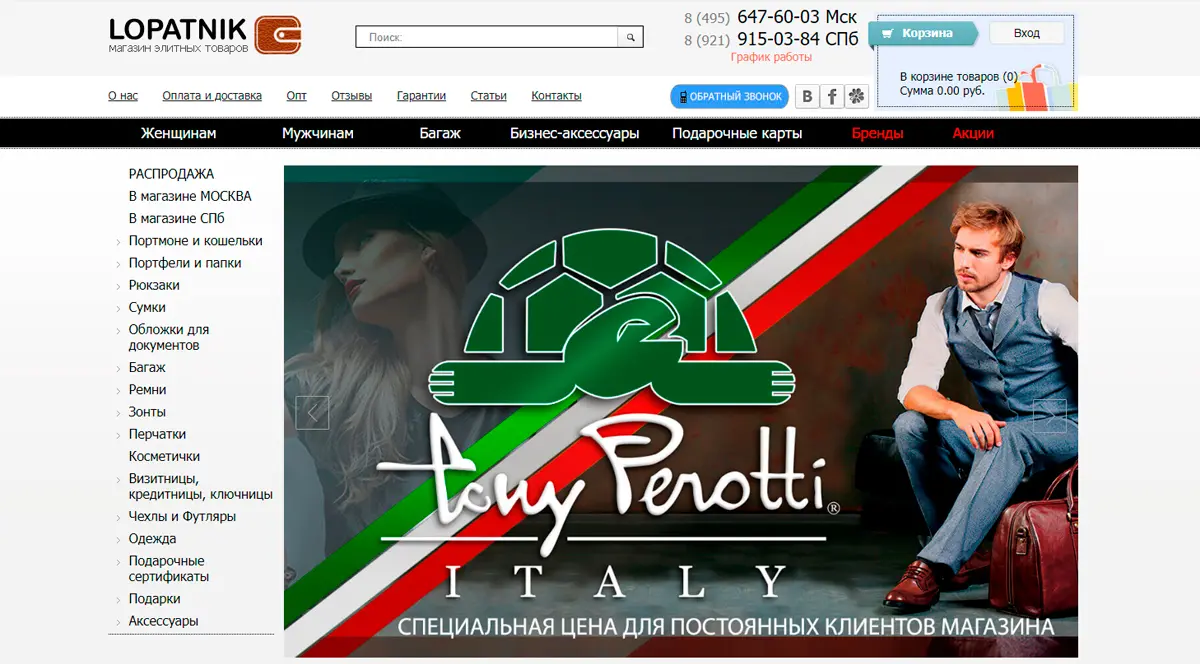 LOPATNIK
магазин элитных товаров
Поиск:
8 (495) 647-60-03 Мск
8 (921) 915-03-84 СПб
График работы
Корзина
Вход
В корзине товаров (0)
Сумма 0.00 руб.
О нас Оплата и доставка Опт Отзывы Гарантии Статьи Контакты
ОБРАТНЫЙ ЗВОНОК
B f
Женщинам Мужчинам Багаж Бизнес-аксессуары Подарочные карты Бренды Акции
РАСПРОДАЖА
В магазине МОСКВА
В магазине СПб
Портмоне и кошельки
Портфели и папки
Рюкзаки
Сумки
Обложки для
документов
Багаж
Ремни
Зонты
Перчатки
Косметички
Визитницы,
кредитницы, ключницы
Чехлы и Футляры
Одежда
Подарочные
сертификаты
Подарки
Аксессуары
Tony Perotti®
ITALY
СПЕЦИАЛЬНАЯ ЦЕНА ДЛЯ ПОСТОЯННЫХ КЛИЕНТОВ МАГАЗИНА